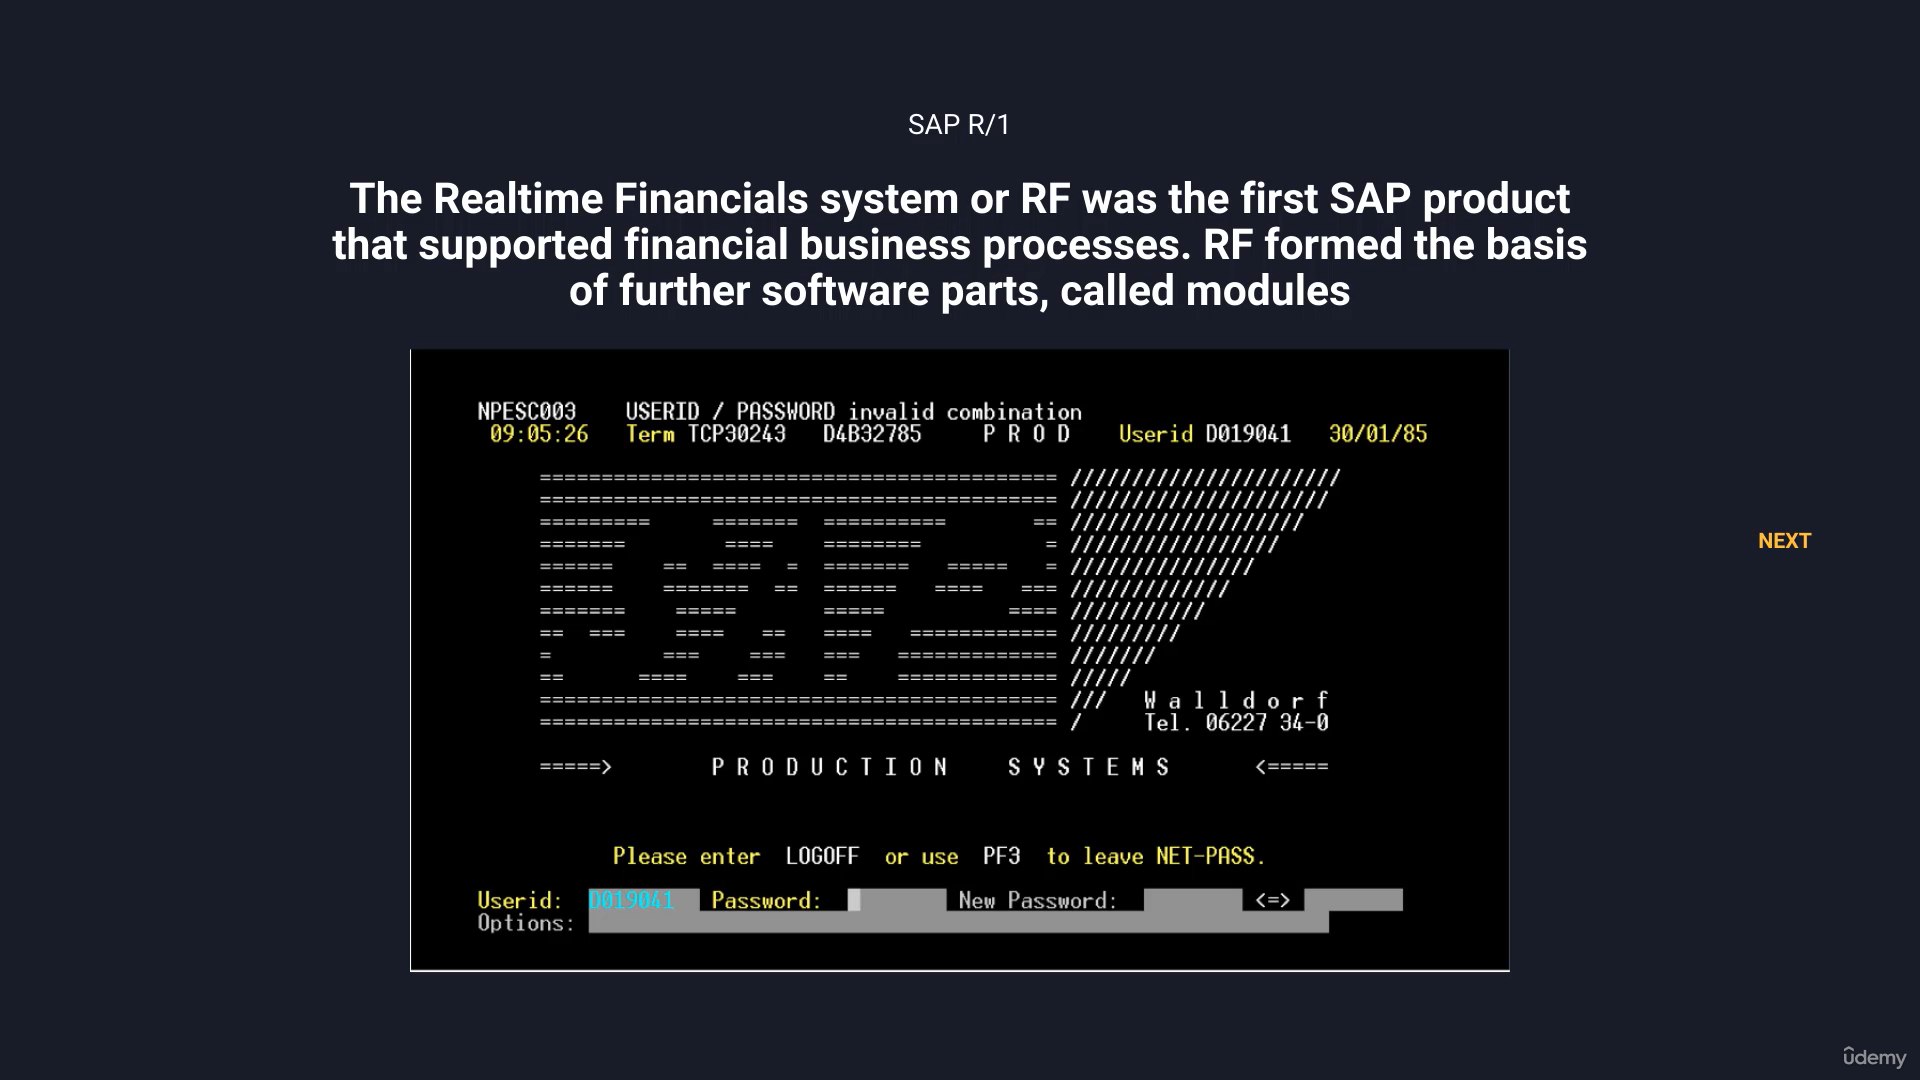 SAP R/1
The Realtime Financials system or RF was the first SAP product
that supported financial business processes. RF formed the basis
of further software parts, called modules
NPESC003 USERID / PASSWORD invalid combination
09:05:26 Term TCP30243 D4B32785 P R O D Userid D019041 30/01/85
========================================== //////////////////////
========================================== /////////////////////
========= ======= ========== == ///////////////////
======= ==== ======== = /////////////////
====== == ==== = ======= ===== = ///////////////
====== ======= == ====== ==== === /////////////
======= ===== ===== ==== ///////////
== === ==== == ==== ============ /////////
= === === === ============= ///////
== ==== === == ============= /////
========================================== /// W a l l d o r f
========================================== / Tel. 06227 34-0
=====> P R O D U C T I O N S Y S T E M S <=====
NEXT
Please enter LOGOFF or use PF3 to leave NET-PASS.
Userid: D019041 Password: New Password: <=>
Options:
udemy